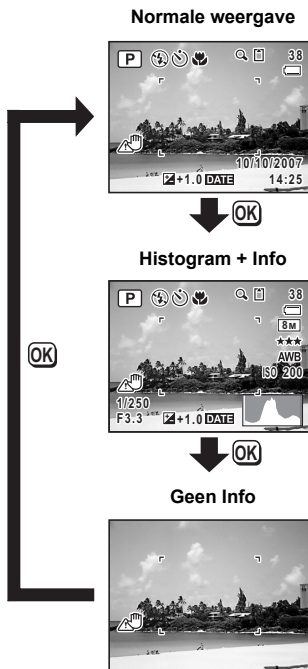 Normale weergave
P 38
10/10/2007
+1.0 DATE 14:25
OK
Histogram + Info
P 38
8M
★★★
AWB
ISO 200
1/250
F3.3 +1.0 DATE
OK
OK
Geen Info